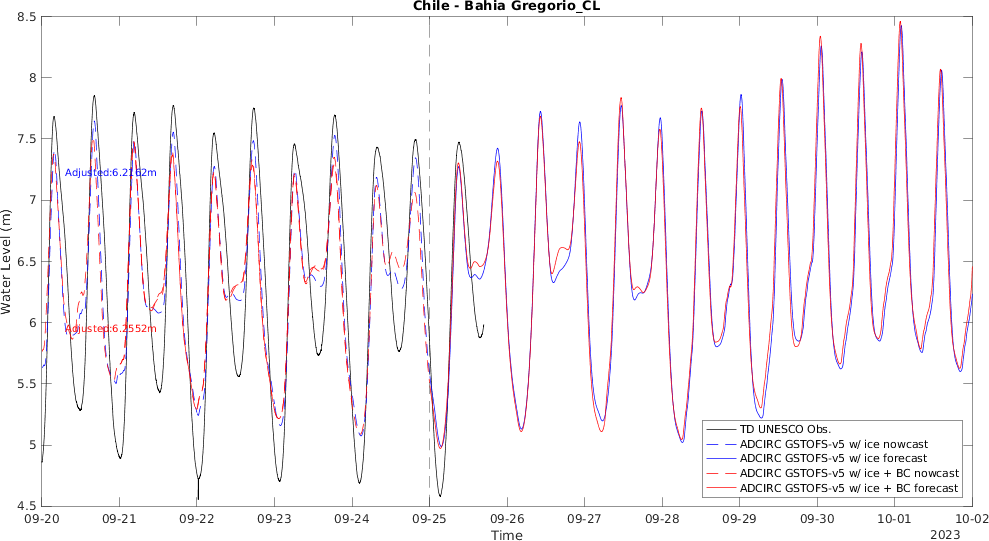 Chile - Bahia Gregorio_CL
8.5
8
7.5
7
6.5
6
5.5
5
4.5
Water Level (m)
Adjusted:6.2162m
Adjusted:6.2552m
TD UNESCO Obs.
ADCIRC GSTOFS-v5 w/ ice nowcast
ADCIRC GSTOFS-v5 w/ ice forecast
ADCIRC GSTOFS-v5 w/ ice + BC nowcast
ADCIRC GSTOFS-v5 w/ ice + BC forecast
09-20 09-21 09-22 09-23 09-24 09-25 09-26 09-27 09-28 09-29 09-30 10-01 10-02
Time
2023